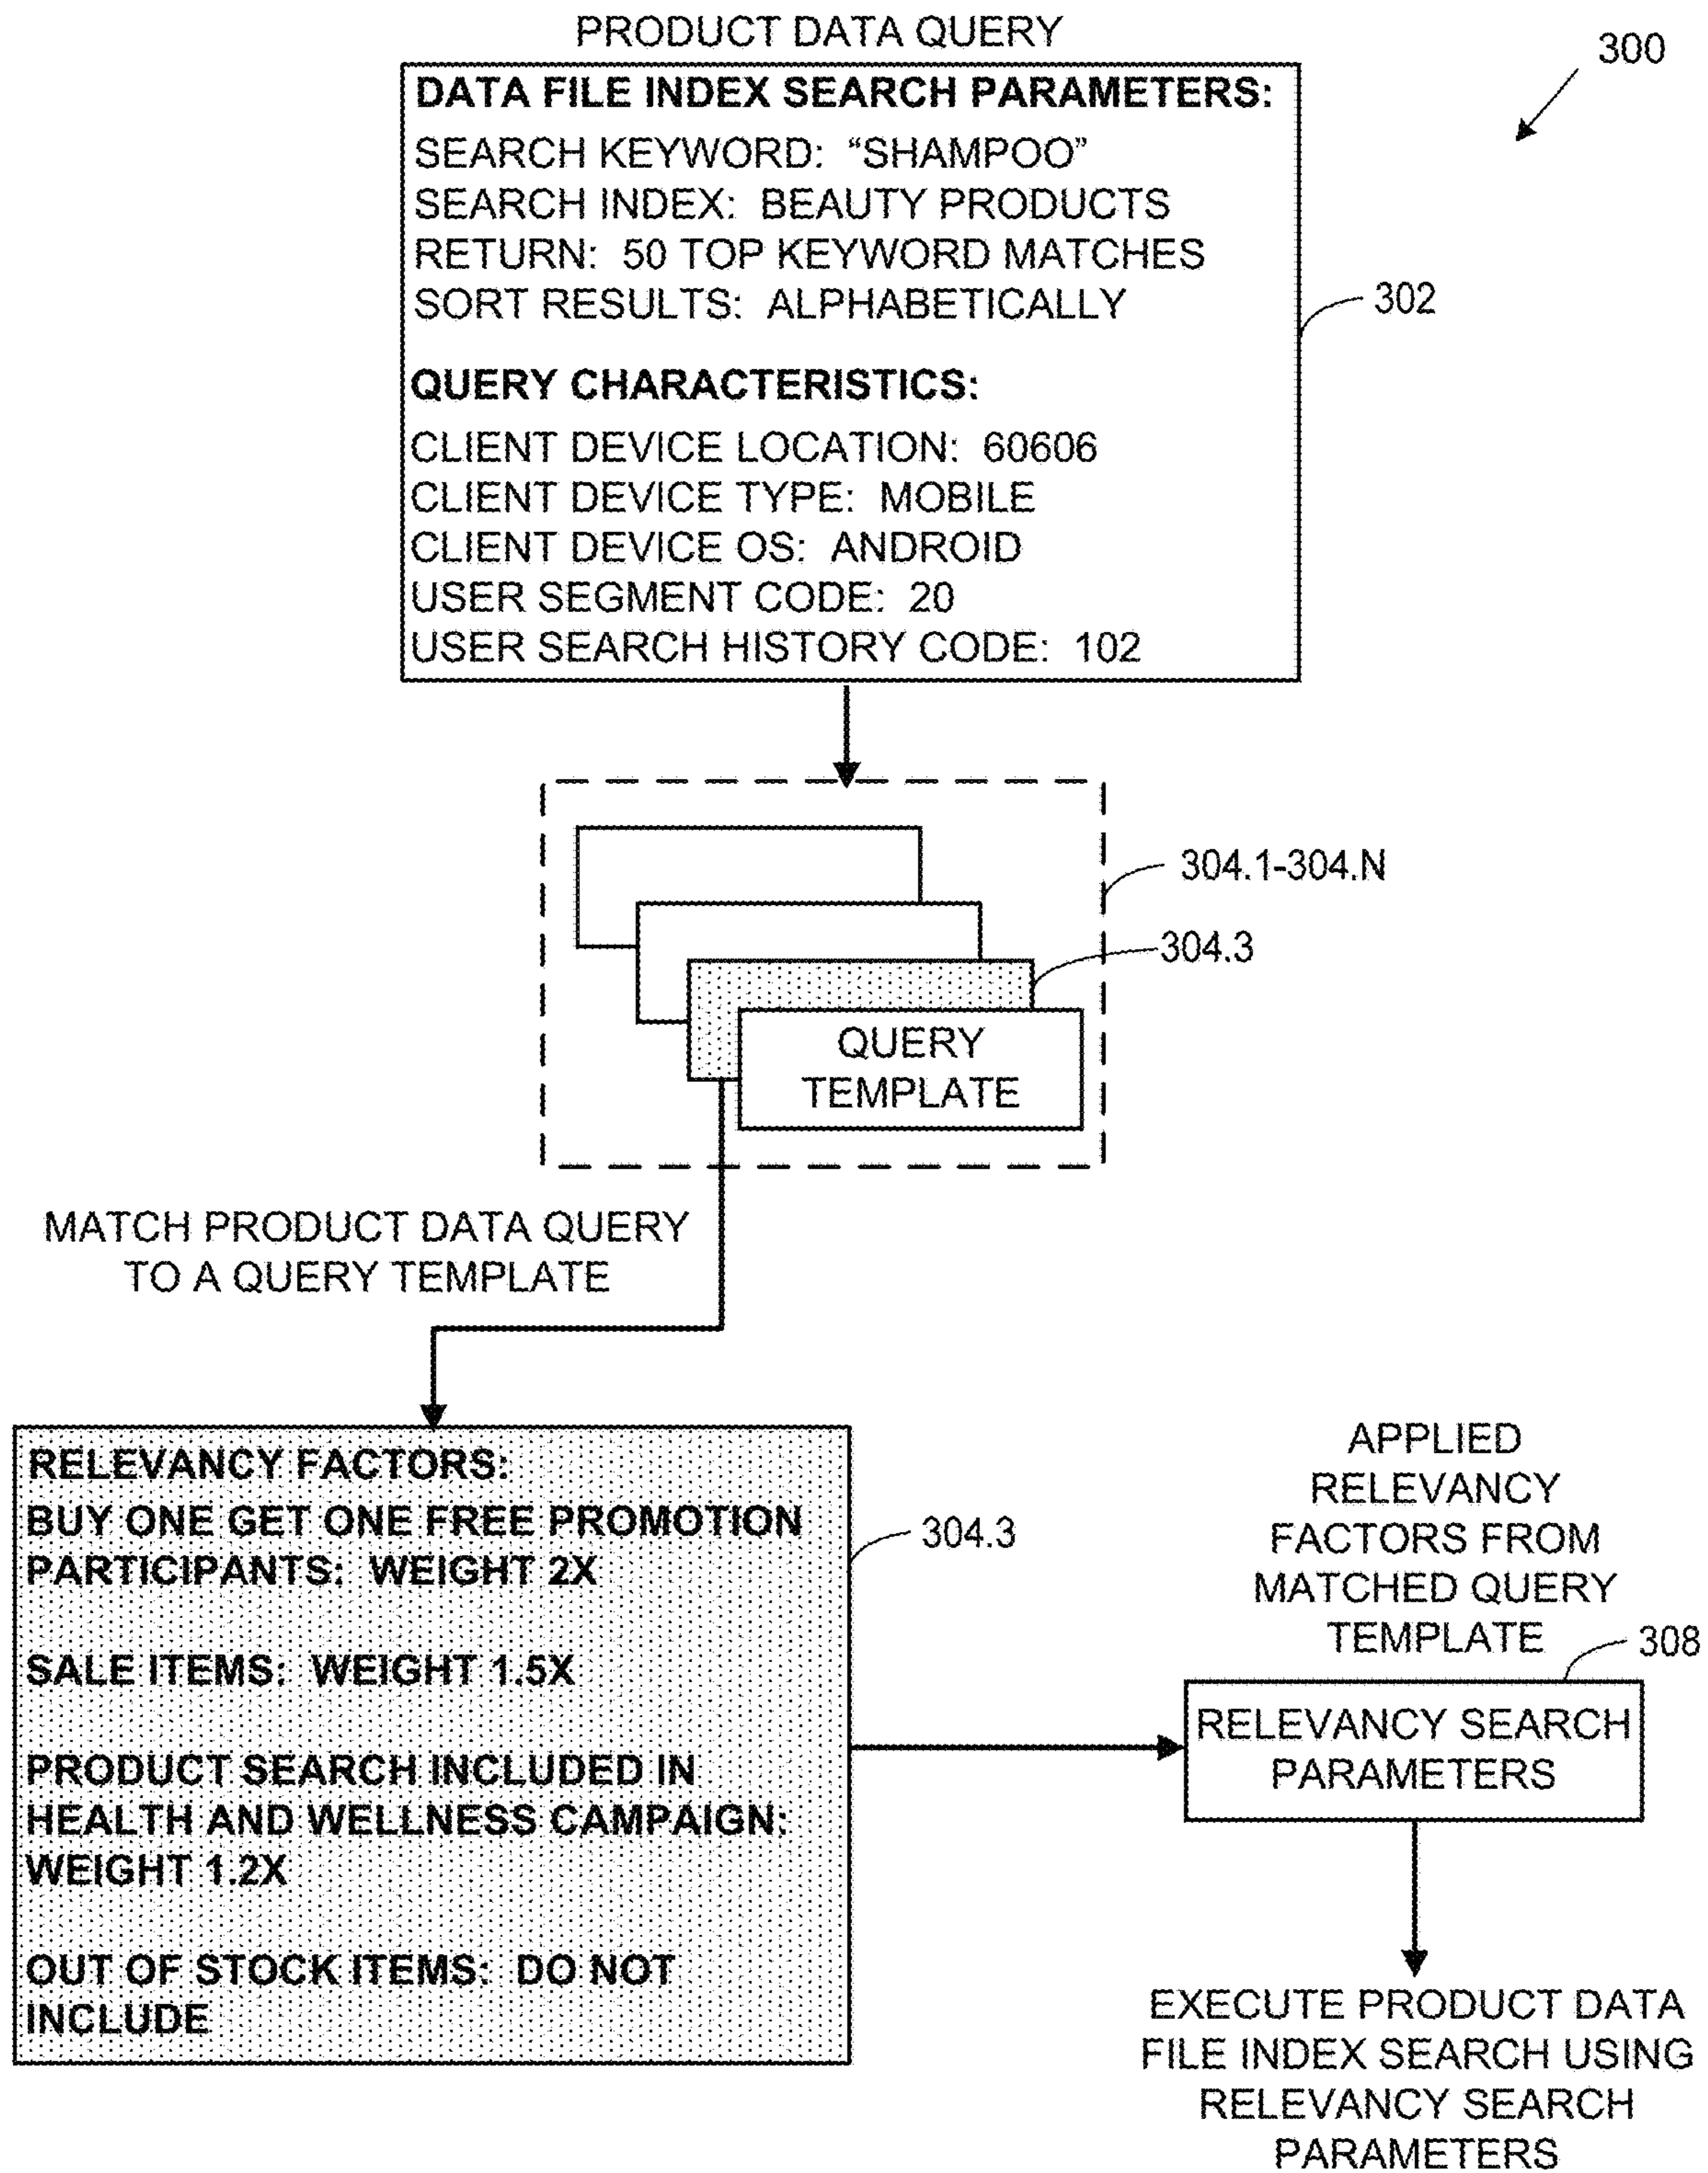 PRODUCT DATA QUERY
300
DATA FILE INDEX SEARCH PARAMETERS:
SEARCH KEYWORD: “SHAMPOO”
SEARCH INDEX: BEAUTY PRODUCTS
RETURN: 50 TOP KEYWORD MATCHES
SORT RESULTS: ALPHABETICALLY
302
QUERY CHARACTERISTICS:
CLIENT DEVICE LOCATION: 60606
CLIENT DEVICE TYPE: MOBILE
CLIENT DEVICE OS: ANDROID
USER SEGMENT CODE: 20
USER SEARCH HISTORY CODE: 102
304.1-304.N
304.3
QUERY
TEMPLATE
MATCH PRODUCT DATA QUERY
TO A QUERY TEMPLATE
RELEVANCY FACTORS:
BUY ONE GET ONE FREE PROMOTION
PARTICIPANTS: WEIGHT 2X
SALE ITEMS: WEIGHT 1.5X
PRODUCT SEARCH INCLUDED IN
HEALTH AND WELLNESS CAMPAIGN:
WEIGHT 1.2X
OUT OF STOCK ITEMS: DO NOT
INCLUDE
304.3
APPLIED
RELEVANCY
FACTORS FROM
MATCHED QUERY
TEMPLATE
308
RELEVANCY SEARCH
PARAMETERS
EXECUTE PRODUCT DATA
FILE INDEX SEARCH USING
RELEVANCY SEARCH
PARAMETERS